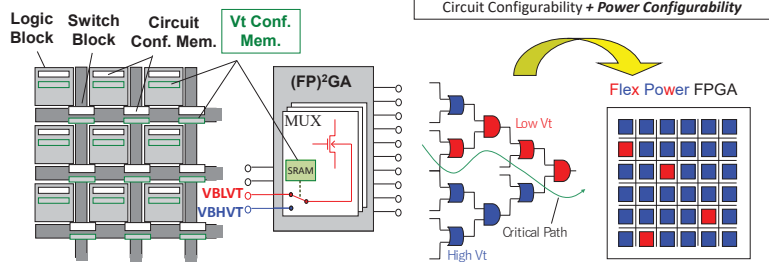 Circuit Configurability + Power Configurability
Logic
Block
Switch
Block
Circuit
Conf. Mem.
Vt Conf.
Mem.
(FP)²GA
MUX
SRAM
VBLVT
VBHVT
Low Vt
Critical Path
High Vt
Flex Power FPGA